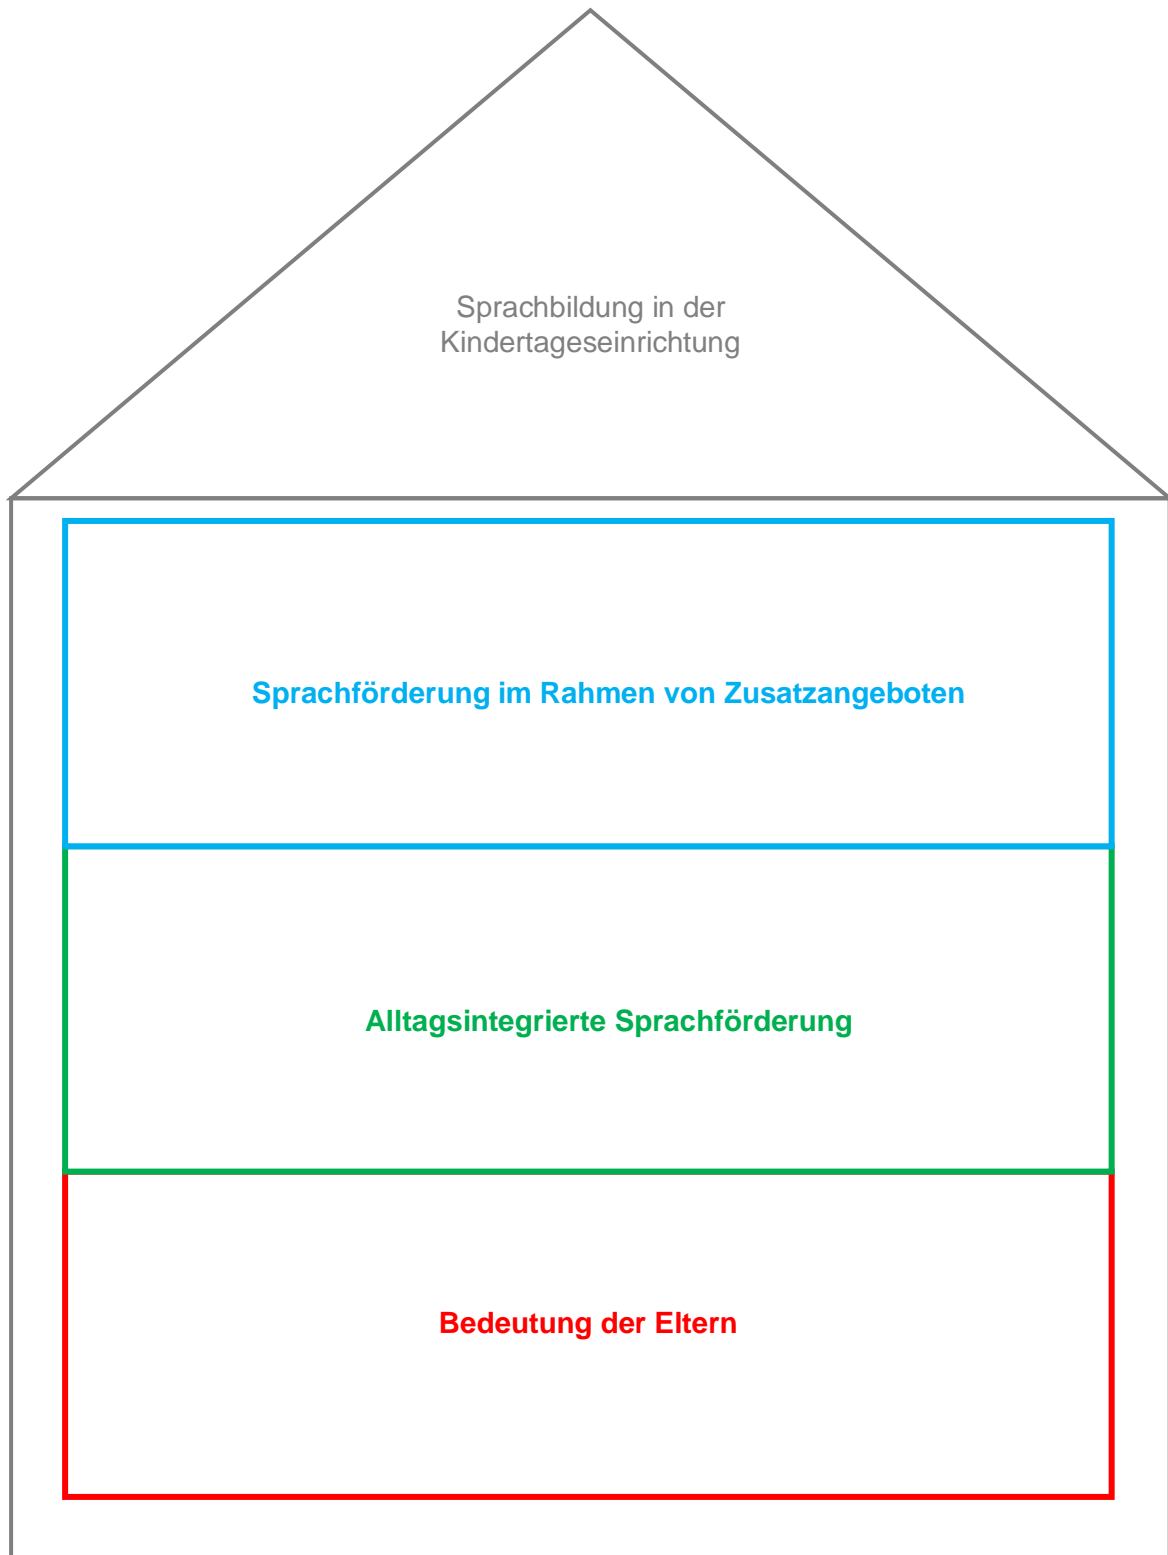 Sprachbildung in der
Kindertageseinrichtung
Sprachförderung im Rahmen von Zusatzangeboten
Alltagsintegrierte Sprachförderung
Bedeutung der Eltern